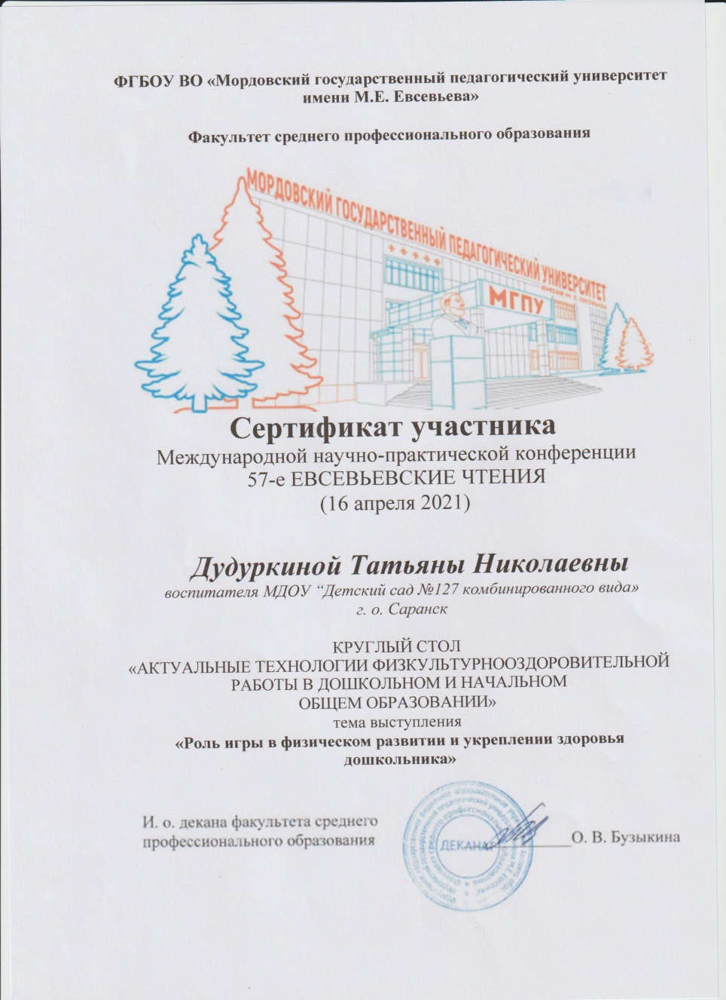 ФГБОУ ВО «Мордовский государственный педагогический университет
имени М.Е. Евсевьева»
Факультет среднего профессионального образования
МОРДОВСКИЙ ГОСУДАРСТВЕННЫЙ ПЕДАГОГИЧЕСКИЙ УНИВЕРСИТЕТ
ИМЕНИ М. Е. ЕВСЕВЬЕВА
МГПУ
Сертификат участника
Международной научно-практической конференции
57-е ЕВСЕВЬЕВСКИЕ ЧТЕНИЯ
(16 апреля 2021)
Дудуркиной Татьяны Николаевны
воспитателя МДОУ “Детский сад №127 комбинированного вида»
г. о. Саранск
КРУГЛЫЙ СТОЛ
«АКТУАЛЬНЫЕ ТЕХНОЛОГИИ ФИЗКУЛЬТУРНООЗДОРОВИТЕЛЬНОЙ
РАБОТЫ В ДОШКОЛЬНОМ И НАЧАЛЬНОМ
ОБЩЕМ ОБРАЗОВАНИИ»
тема выступления
«Роль игры в физическом развитии и укреплении здоровья
дошкольника»
И. о. декана факультета среднего
профессионального образования
ДЕКАНАТ
О. В. Бузыкина